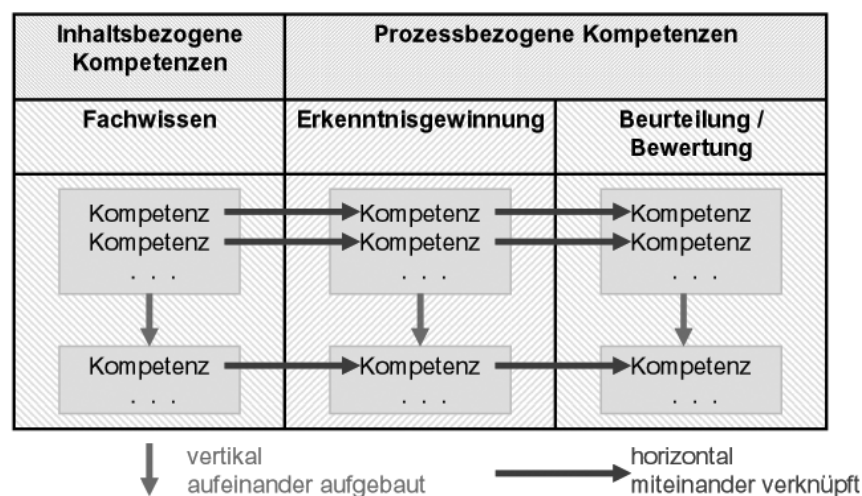 Inhaltsbezogene
Kompetenzen
Prozessbezogene Kompetenzen
Fachwissen
Erkenntnisgewinnung
Beurteilung /
Bewertung
Kompetenz
Kompetenz
. . .
Kompetenz
Kompetenz
. . .
Kompetenz
Kompetenz
. . .
Kompetenz
. . .
Kompetenz
. . .
Kompetenz
. . .
vertikal
aufeinander aufgebaut
horizontal
miteinander verknüpft